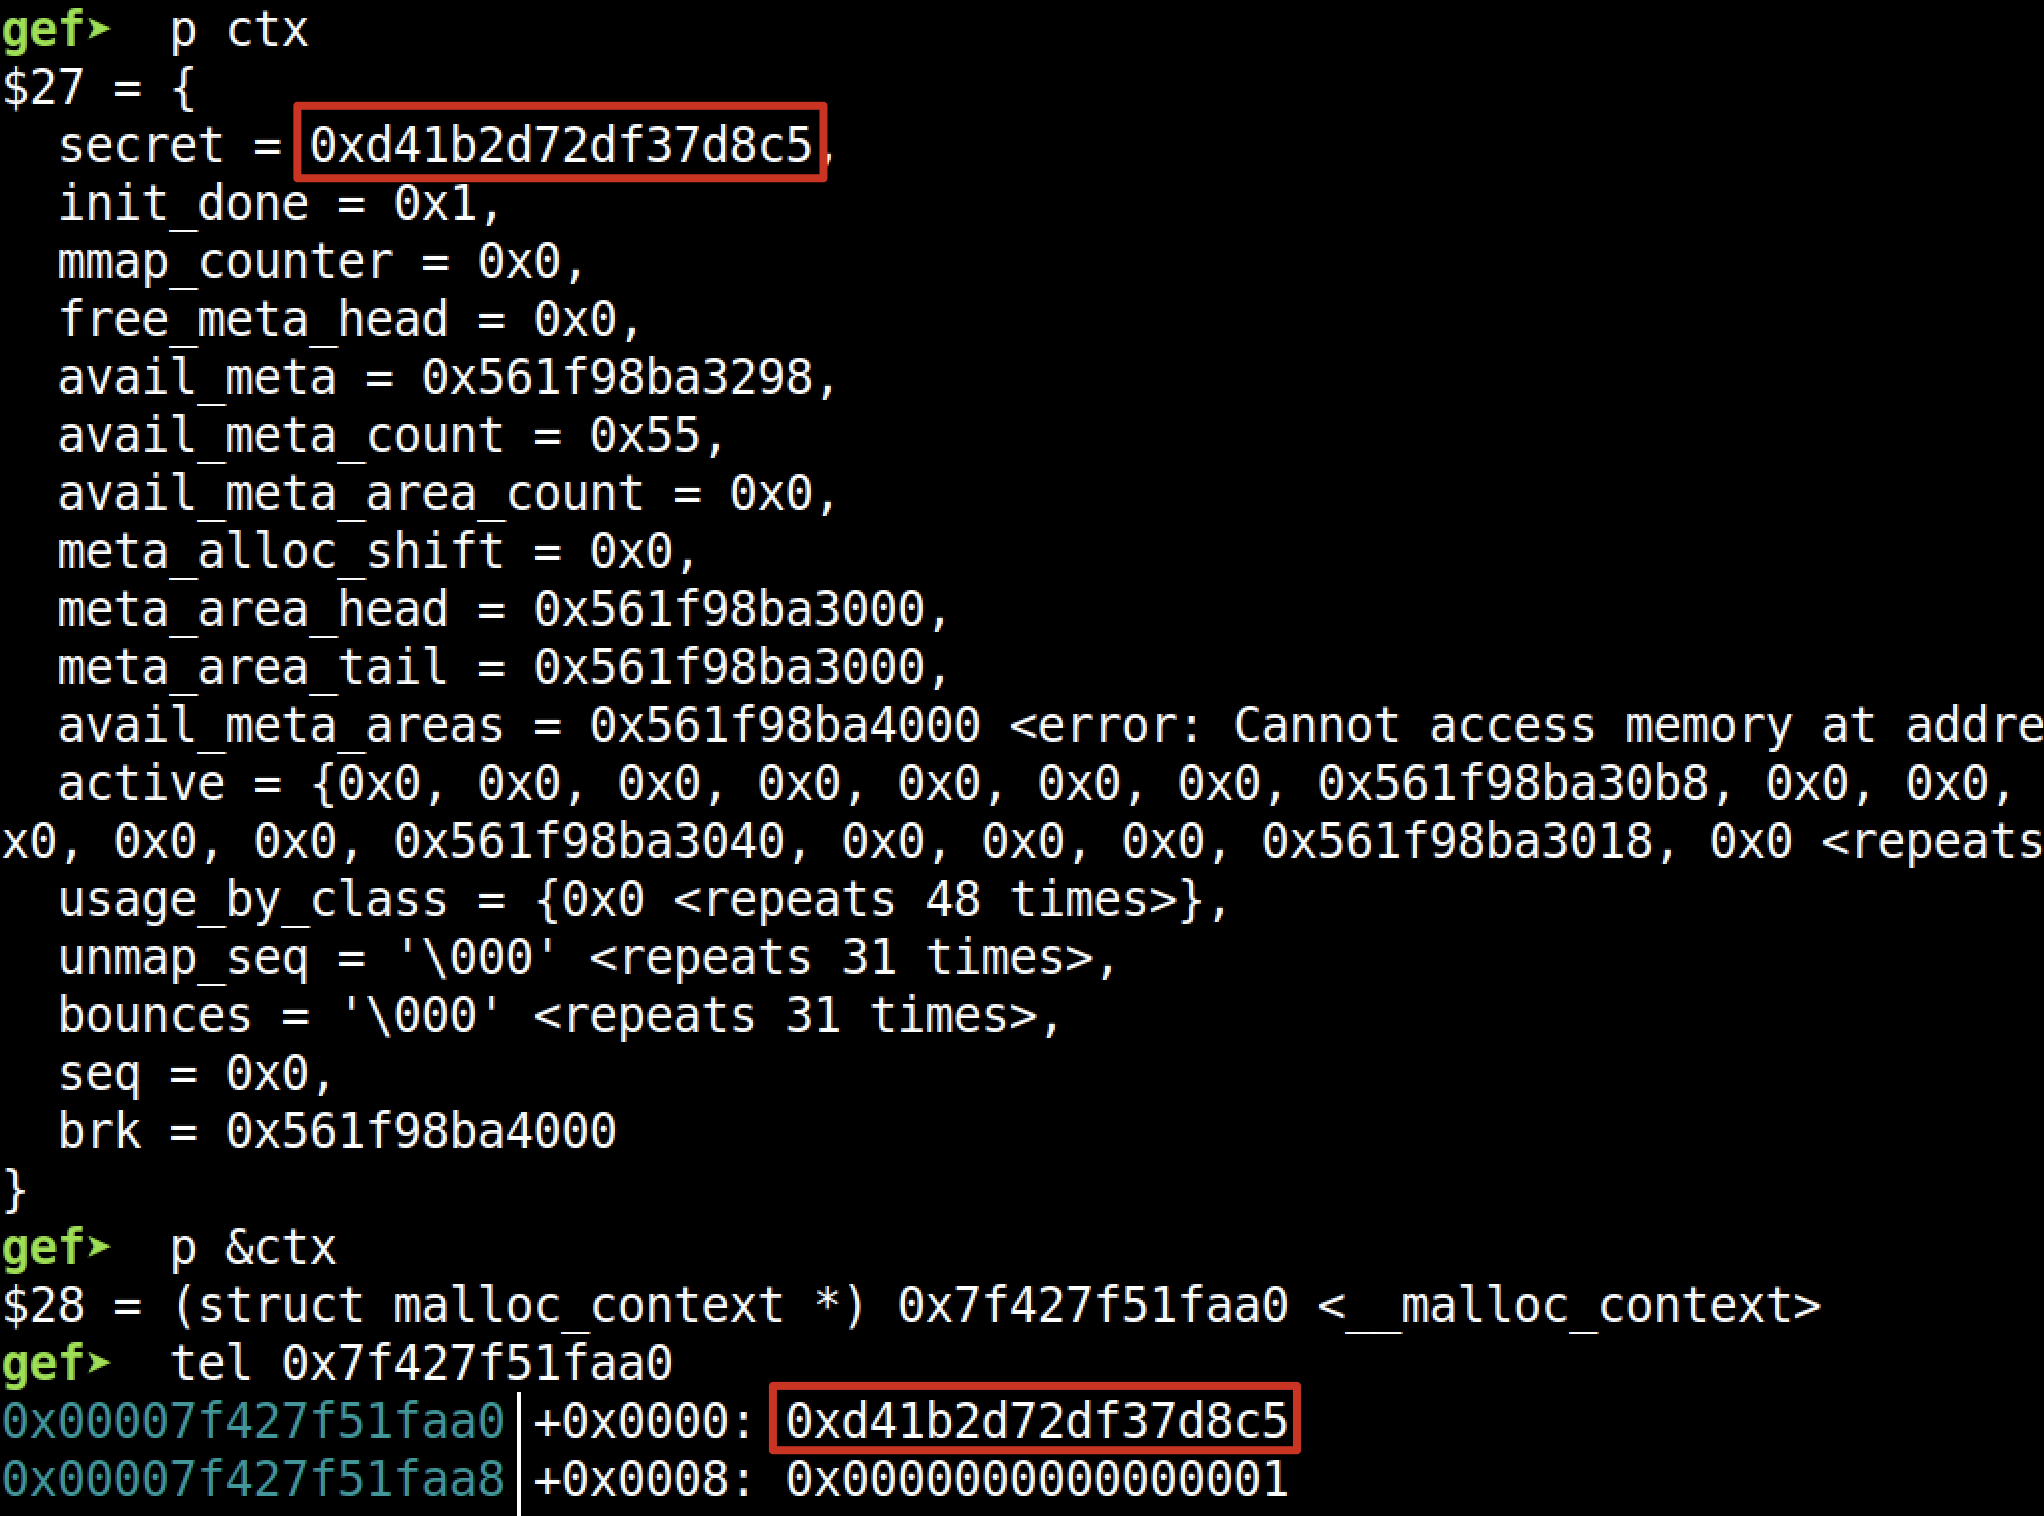 gef➤  p ctx
$27 = {
  secret = 0xd41b2d72df37d8c5,
  init_done = 0x1,
  mmap_counter = 0x0,
  free_meta_head = 0x0,
  avail_meta = 0x561f98ba3298,
  avail_meta_count = 0x55,
  avail_meta_area_count = 0x0,
  meta_alloc_shift = 0x0,
  meta_area_head = 0x561f98ba3000,
  meta_area_tail = 0x561f98ba3000,
  avail_meta_areas = 0x561f98ba4000 <error: Cannot access memory at addre
  active = {0x0, 0x0, 0x0, 0x0, 0x0, 0x0, 0x0, 0x561f98ba30b8, 0x0, 0x0,
x0, 0x0, 0x0, 0x561f98ba3040, 0x0, 0x0, 0x0, 0x561f98ba3018, 0x0 <repeats
  usage_by_class = {0x0 <repeats 48 times>},
  unmap_seq = '\000' <repeats 31 times>,
  bounces = '\000' <repeats 31 times>,
  seq = 0x0,
  brk = 0x561f98ba4000
}
gef➤  p &ctx
$28 = (struct malloc_context *) 0x7f427f51faa0 <__malloc_context>
gef➤  tel 0x7f427f51faa0
0x00007f427f51faa0│+0x0000: 0xd41b2d72df37d8c5
0x00007f427f51faa8│+0x0008: 0x0000000000000001